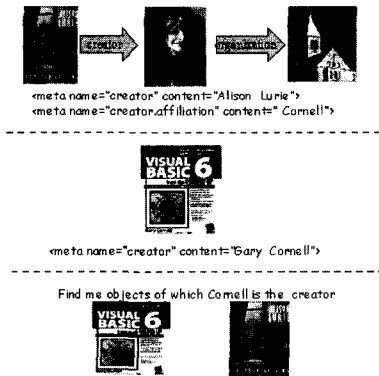 creator
<meta name="creator" content="Alison Lurie">
<meta name="creator.affiliation" content=" Cornell">
VISUAL
BASIC 6
<meta name="creator" content="Gary Cornell">
Find me objects of which Cornell is the creator
VISUAL
BASIC 6